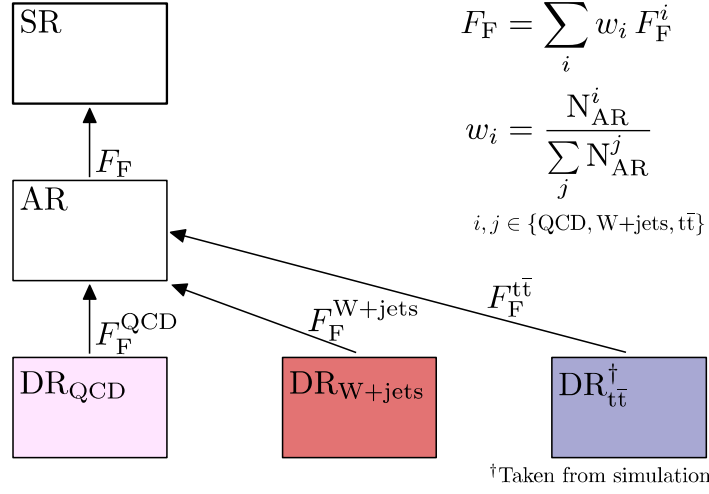 SR
F_F = ∑_i w_i F_F^i
w_i = N_AR^i / ∑_j N_AR^j
F_F
AR
i, j ∈ {QCD, W+jets, tt̄}
F_F^QCD
F_F^W+jets
F_F^tt̄
DR_QCD
DR_W+jets
DR_tt̄^†
†Taken from simulation